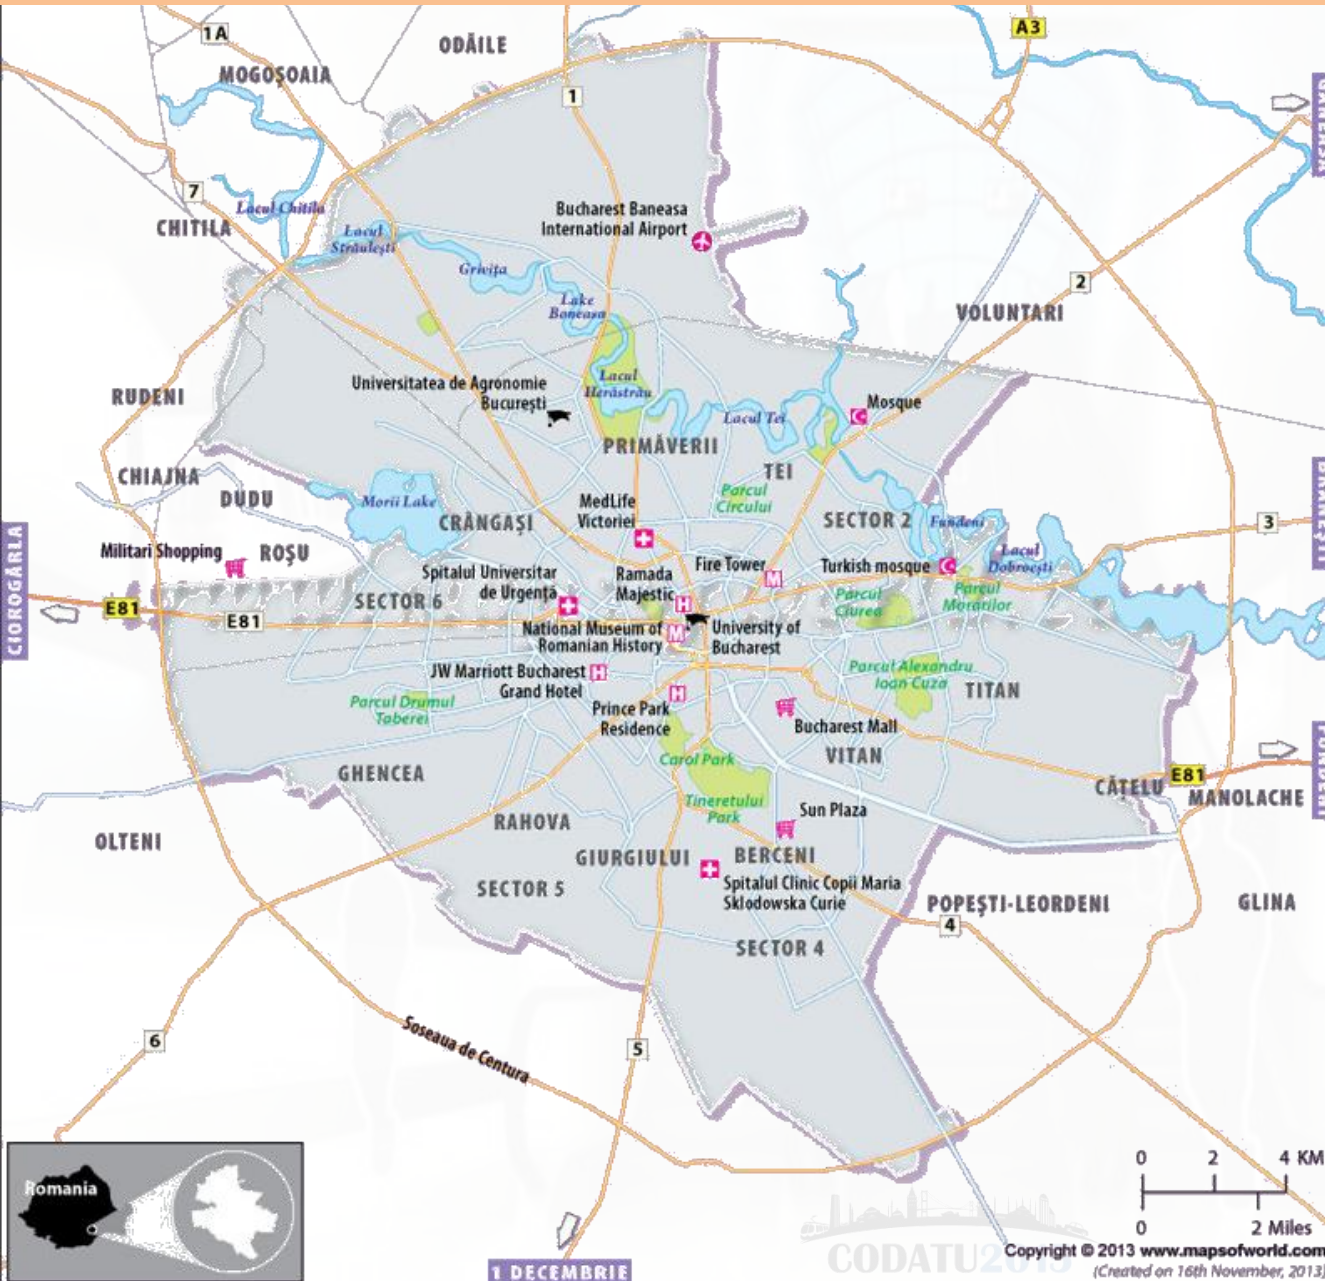 1A
ODĂILE
A3
MOGOȘOAIA
1
7
Lacul Chitila
CHITILA
Lacul
Străulești
Bucharest Baneasa
International Airport
Grivița
2
Lake
Boneasa
VOLUNTARI
Universitatea de Agronomie
București
Lacul
Herăstrău
RUDENI
Mosque
Lacul Tei
PRIMĂVERII
TEI
CHIAJNA
DUDU
Parcul
Circului
Morii Lake
MedLife
Victoriei
CRÂNGAȘI
SECTOR 2
Fundeni
3
CIOROGÂRLA
Militari Shopping
ROȘU
Lacul
Dobroești
Fire Tower
Turkish mosque
Spitalul Universitar
de Urgență
Ramada
Majestic
Parcul
Ciurea
Parcul
Morarilor
SECTOR 6
E81
E81
National Museum of
Romanian History
University of
Bucharest
JW Marriott Bucharest
Grand Hotel
Parcul Alexandru
Ioan Cuza
TITAN
Parcul Drumul
Taberei
Prince Park
Residence
Bucharest Mall
Carol Park
VITAN
GHENCEA
E81
CĂȚELU
MANOLACHE
Tineretului
Park
Sun Plaza
RAHOVA
OLTENI
GIURGIULUI
BERCENI
SECTOR 5
Spitalul Clinic Copii Maria
Sklodowska Curie
POPEȘTI-LEORDENI
GLINA
4
SECTOR 4
6
Soseaua de Centura
5
Romania
0 2 4 KM
0 2 Miles
CODATU2015
1 DECEMBRIE
Copyright © 2013 www.mapsofworld.com
(Created on 16th November, 2013)